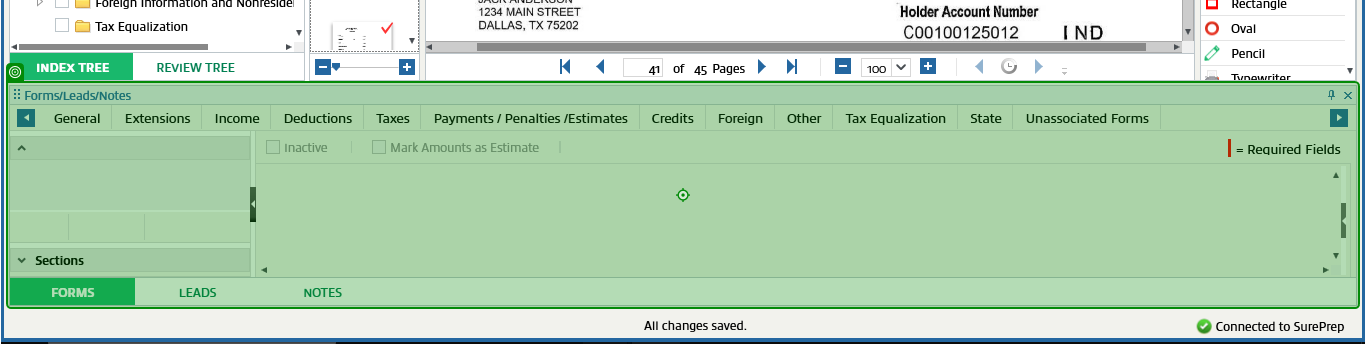 Foreign Information and Nonresiden
Tax Equalization
JACK ANDERSON
1234 MAIN STREET
DALLAS, TX 75202
Holder Account Number
C00100125012 IND
Rectangle
Oval
Pencil
Typewriter
INDEX TREE REVIEW TREE
41 of 45 Pages 100
Forms/Leads/Notes
General Extensions Income Deductions Taxes Payments / Penalties /Estimates Credits Foreign Other Tax Equalization State Unassociated Forms
Inactive Mark Amounts as Estimate = Required Fields
Sections
FORMS LEADS NOTES
All changes saved.
Connected to SurePrep